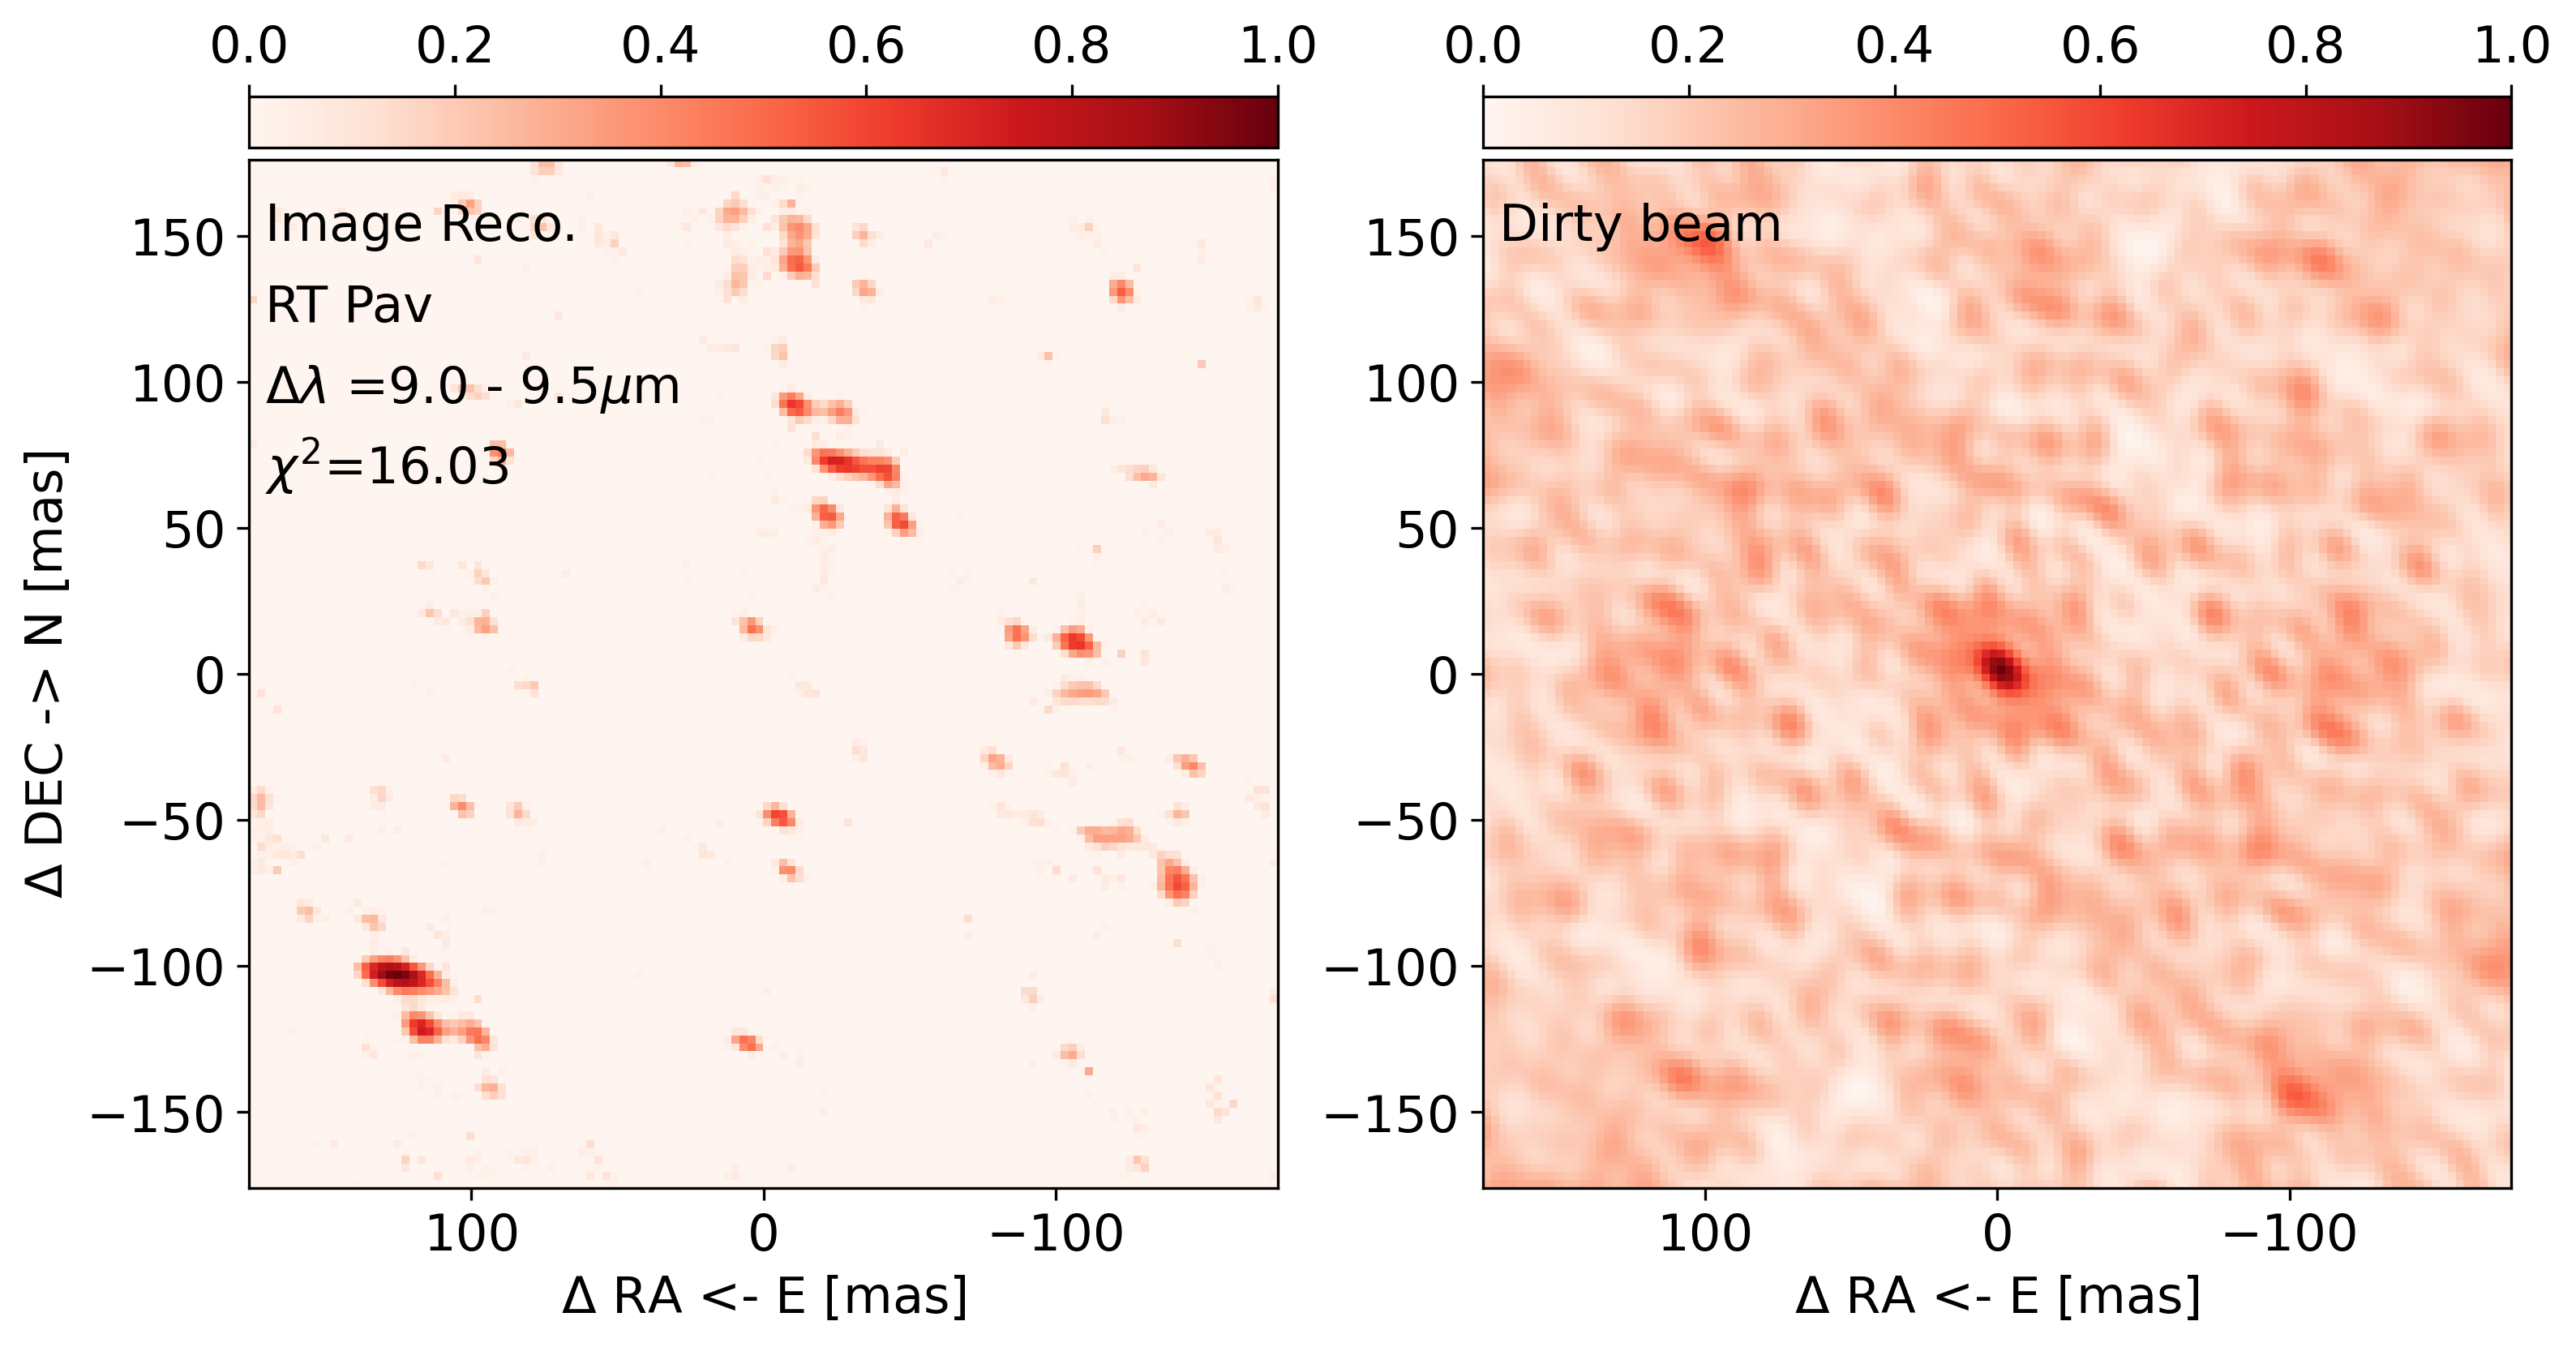 0.0 0.2 0.4 0.6 0.8 1.0
0.0 0.2 0.4 0.6 0.8 1.0
Image Reco.
RT Pav
Δλ =9.0 - 9.5μm
χ²=16.03
150
100
50
0
−50
−100
−150
Δ DEC -> N [mas]
100 0 −100
Δ RA <- E [mas]
Dirty beam
150
100
50
0
−50
−100
−150
100 0 −100
Δ RA <- E [mas]